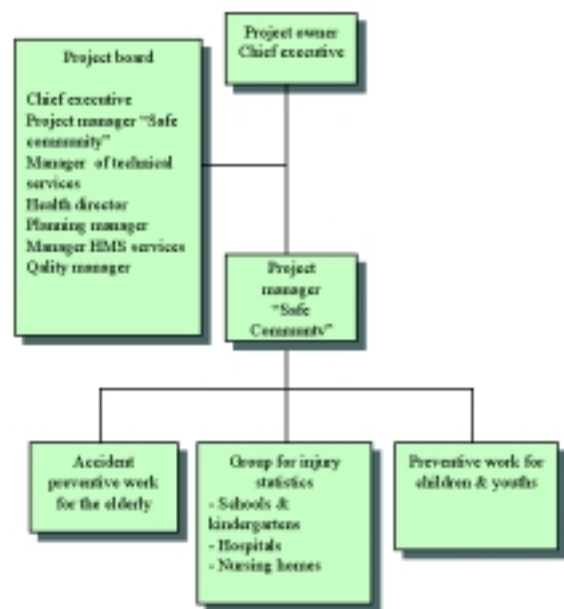 Project owner
Chief executive
Project board
Chief executive
Project manager “Safe
community”
Manager of technical
services
Health director
Planning manager
Manager HMS services
Qality manager
Project
manager
“Safe
Community”
Accident
preventive work
for the elderly
Group for injury
statistics
- Schools &
kindergartens
- Hospitals
- Nursing homes
Preventive work for
children & youths